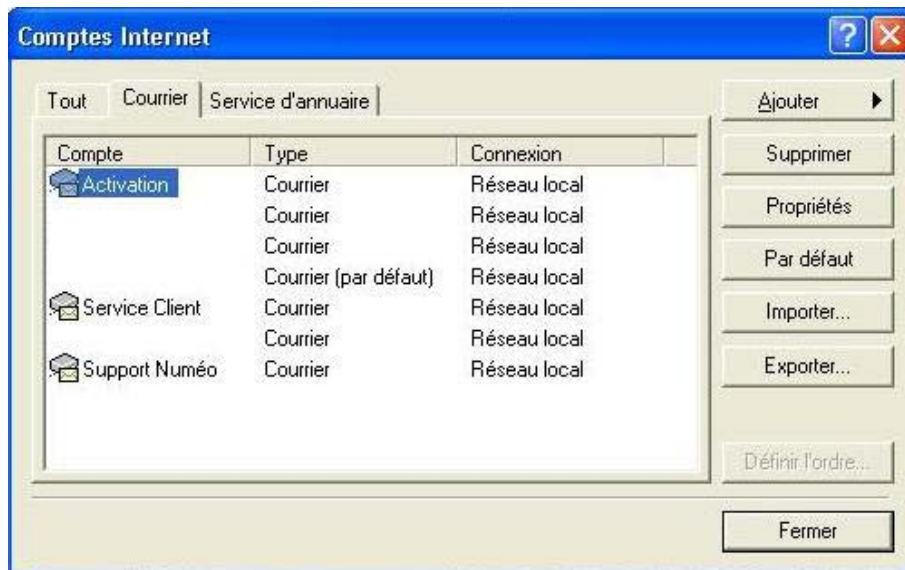 Comptes Internet
Tout Courrier Service d'annuaire
Ajouter
Compte Type Connexion
Supprimer
Activation Courrier Réseau local
Courrier Réseau local
Propriétés
Courrier Réseau local
Par défaut
Courrier (par défaut) Réseau local
Service Client Courrier Réseau local
Importer...
Courrier Réseau local
Support Numéo Courrier Réseau local
Exporter...
Définir l'ordre...
Fermer